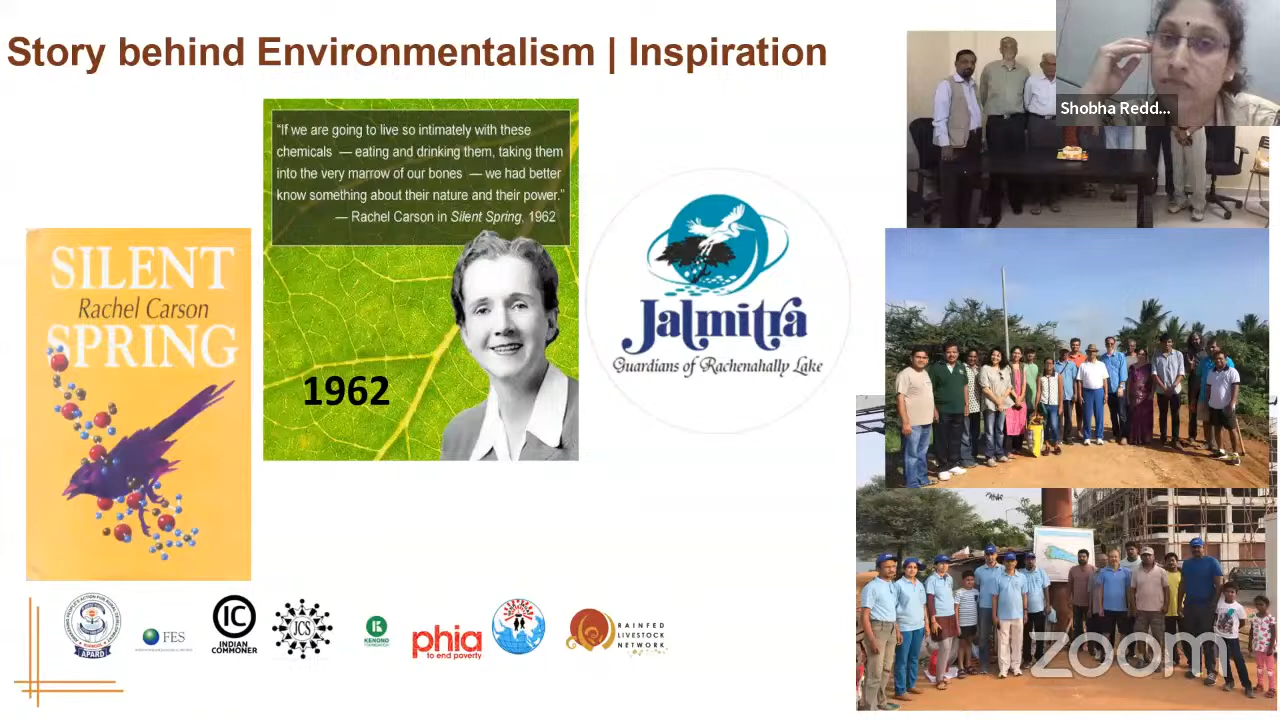 Story behind Environmentalism | Inspiration
Shobha Redd...
"If we are going to live so intimately with these
chemicals — eating and drinking them, taking them
into the very marrow of our bones — we had better
know something about their nature and their power."
— Rachel Carson in Silent Spring, 1962
1962
SILENT
Rachel Carson
SPRING
Jalmitra
Guardians of Rachenahally Lake
APARD
FES
IC
INDIAN
COMMONER
JCS
KENONO
phia
to end poverty
RAINFED
LIVESTOCK
NETWORK
zoom